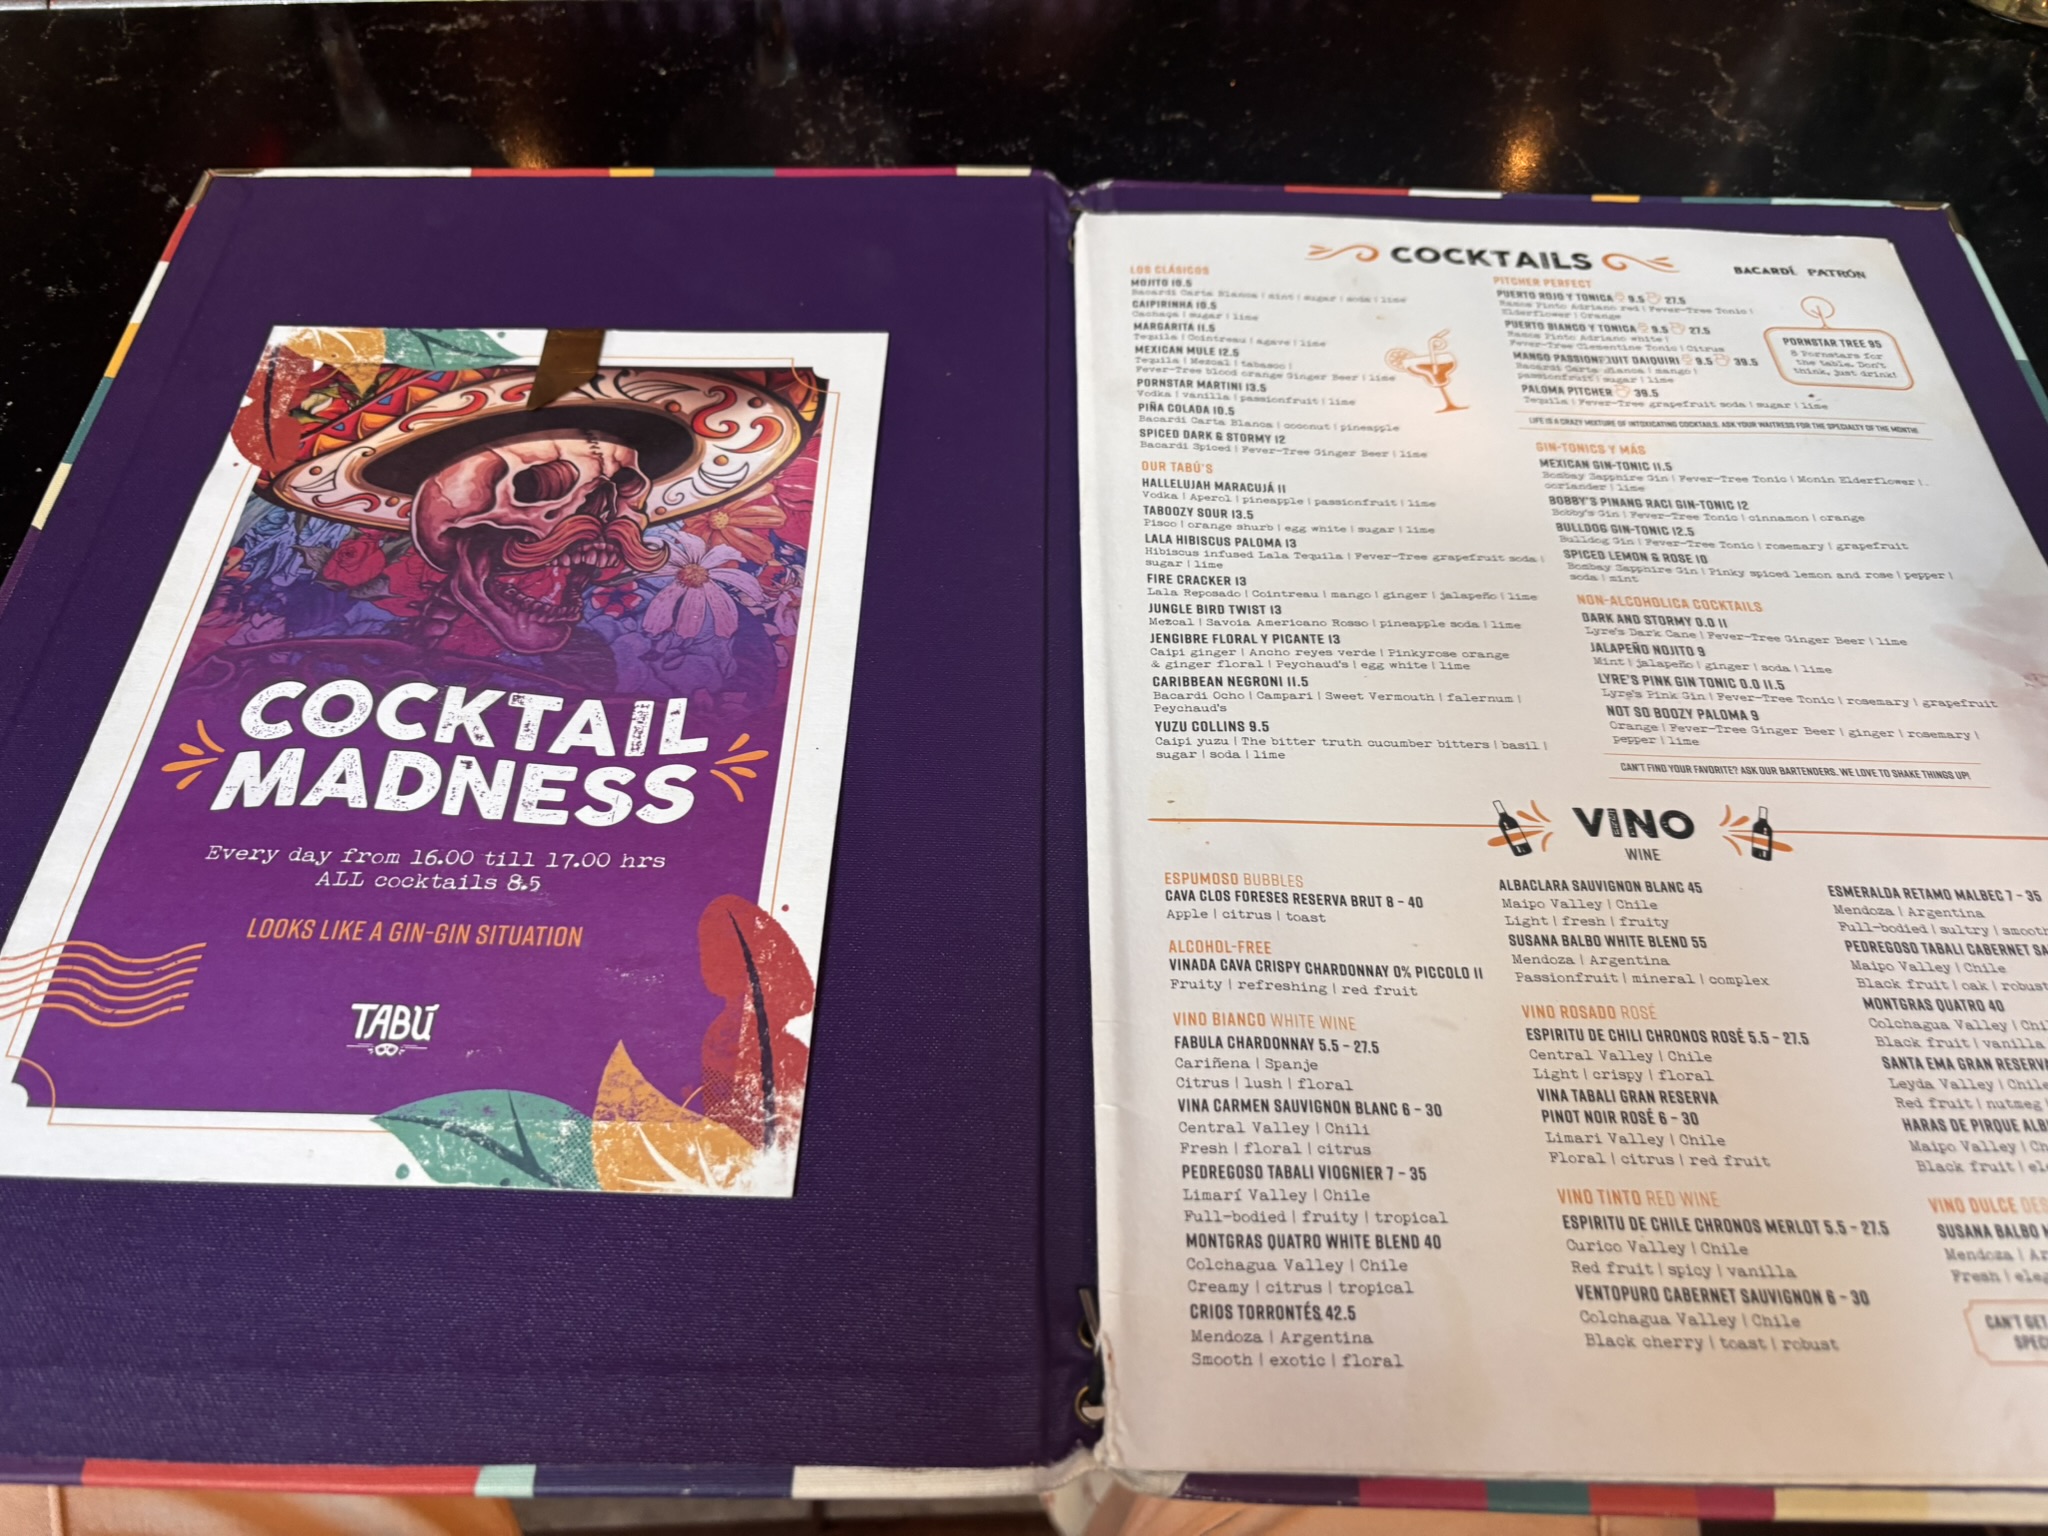 COCKTAIL
MADNESS
Every day from 16.00 till 17.00 hrs
ALL cocktails 8.5
LOOKS LIKE A GIN-GIN SITUATION
TABÚ
COCKTAILS
BACARDÍ PATRÓN
LOS CLÁSICOS
MOJITO 10.5
Bacardi Carta Blanca | mint | sugar | soda | lime
CAIPIRINHA 10.5
Cachaça | sugar | lime
MARGARITA 11.5
Tequila | Cointreau | agave | lime
MEXICAN MULE 12.5
Tequila | Mezcal | tabasco |
Fever-Tree blood orange Ginger Beer | lime
PORNSTAR MARTINI 13.5
Vodka | vanilla | passionfruit | lime
PIÑA COLADA 10.5
Bacardi Carta Blanca | coconut | pineapple
SPICED DARK & STORMY 12
Bacardi Spiced | Fever-Tree Ginger Beer | lime
OUR TABÚ'S
HALLELUJAH MARACUJÁ 11
Vodka | Aperol | pineapple | passionfruit | lime
TABOOZY SOUR 13.5
Pisco | orange shurb | egg white | sugar | lime
LALA HIBISCUS PALOMA 13
Hibiscus infused Lala Tequila | Fever-Tree grapefruit soda |
sugar | lime
FIRE CRACKER 13
Lala Reposado | Cointreau | mango | ginger | jalapeño | lime
JUNGLE BIRD TWIST 13
Mezcal | Savoia Americano Rosso | pineapple soda | lime
JENGIBRE FLORAL Y PICANTE 13
Caipi ginger | Ancho reyes verde | Pinkyrose orange
& ginger floral | Peychaud's | egg white | lime
CARIBBEAN NEGRONI 11.5
Bacardi Ocho | Campari | Sweet Vermouth | falernum |
Peychaud's
YUZU COLLINS 9.5
Caipi yuzu | The bitter truth cucumber bitters | basil |
sugar | soda | lime
PITCHER PERFECT
PUERTO ROJO Y TONICA 9.5 27.5
Ramos Pinto Adriano red | Fever-Tree Tonic |
Elderflower | Orange
PUERTO BIANCO Y TONICA 9.5 27.5
Ramos Pinto Adriano white |
Fever-Tree Clementine Tonic | Citrus
MANGO PASSIONFRUIT DAIQUIRI 9.5 39.5
Bacardi Carta Blanca | mango |
passionfruit | sugar | lime
PALOMA PITCHER 39.5
Tequila | Fever-Tree grapefruit soda | sugar | lime
PORNSTAR TREE 95
8 Pornstars for
the table. Don't
think, just drink!
LIFE IS A CRAZY MIXTURE OF INTOXICATING COCKTAILS. ASK YOUR WAITRESS FOR THE SPECIALTY OF THE MONTH!
GIN-TONICS Y MÁS
MEXICAN GIN-TONIC 11.5
Bombay Sapphire Gin | Fever-Tree Tonic | Monin Elderflower |
coriander | lime
BOBBY'S PINANG RACI GIN-TONIC 12
Bobby's Gin | Fever-Tree Tonic | cinnamon | orange
BULLDOG GIN-TONIC 12.5
Bulldog Gin | Fever-Tree Tonic | rosemary | grapefruit
SPICED LEMON & ROSE 10
Bombay Sapphire Gin | Pinky spiced lemon and rose | pepper |
soda | mint
NON-ALCOHOLICA COCKTAILS
DARK AND STORMY 0.0 11
Lyre's Dark Cane | Fever-Tree Ginger Beer | lime
JALAPEÑO NOJITO 9
Mint | jalapeño | ginger | soda | lime
LYRE'S PINK GIN TONIC 0.0 11.5
Lyre's Pink Gin | Fever-Tree Tonic | rosemary | grapefruit
NOT SO BOOZY PALOMA 9
Orange | Fever-Tree Ginger Beer | ginger | rosemary |
pepper | lime
CAN'T FIND YOUR FAVORITE? ASK OUR BARTENDERS. WE LOVE TO SHAKE THINGS UP!
VINO
WINE
ESPUMOSO BUBBLES
CAVA CLOS FORESES RESERVA BRUT 8 - 40
Apple | citrus | toast
ALCOHOL-FREE
VINADA CAVA CRISPY CHARDONNAY 0% PICCOLO 11
Fruity | refreshing | red fruit
VINO BIANCO WHITE WINE
FABULA CHARDONNAY 5.5 - 27.5
Cariñena | Spanje
Citrus | lush | floral
VINA CARMEN SAUVIGNON BLANC 6 - 30
Central Valley | Chili
Fresh | floral | citrus
PEDREGOSO TABALI VIOGNIER 7 - 35
Limarí Valley | Chile
Full-bodied | fruity | tropical
MONTGRAS QUATRO WHITE BLEND 40
Colchagua Valley | Chile
Creamy | citrus | tropical
CRIOS TORRONTÉS 42.5
Mendoza | Argentina
Smooth | exotic | floral
ALBACLARA SAUVIGNON BLANC 45
Maipo Valley | Chile
Light | fresh | fruity
SUSANA BALBO WHITE BLEND 55
Mendoza | Argentina
Passionfruit | mineral | complex
VINO ROSADO ROSÉ
ESPIRITU DE CHILI CHRONOS ROSÉ 5.5 - 27.5
Central Valley | Chile
Light | crispy | floral
VINA TABALI GRAN RESERVA
PINOT NOIR ROSÉ 6 - 30
Limari Valley | Chile
Floral | citrus | red fruit
VINO TINTO RED WINE
ESPIRITU DE CHILE CHRONOS MERLOT 5.5 - 27.5
Curico Valley | Chile
Red fruit | spicy | vanilla
VENTOPURO CABERNET SAUVIGNON 6 - 30
Colchagua Valley | Chile
Black cherry | toast | robust
ESMERALDA RETAMO MALBEC 7 - 35
Mendoza | Argentina
Full-bodied | sultry | smooth
PEDREGOSO TABALI CABERNET SA
Maipo Valley | Chile
Black fruit | oak | robust
MONTGRAS QUATRO 40
Colchagua Valley | Chi
Black fruit | vanilla
SANTA EMA GRAN RESERV
Leyda Valley | Chile
Red fruit | nutmeg
HARAS DE PIRQUE ALB
Maipo Valley | Ch
Black fruit | ele
VINO DULCE DES
SUSANA BALBO
Mendoza | Ar
Fresh | eleg
CAN'T GET
SPEC